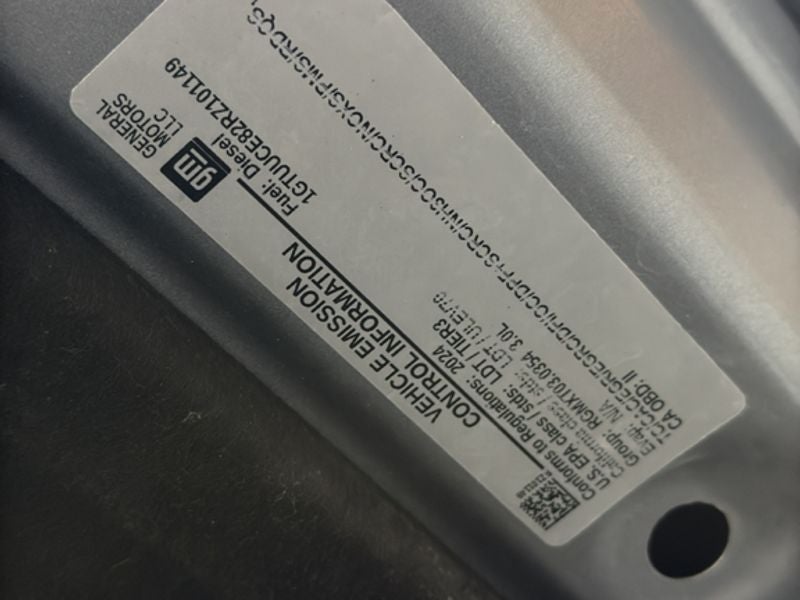 GENERAL
MOTORS
LLC
gm
VEHICLE EMISSION
CONTROL INFORMATION
Fuel: Diesel
1GTUUCE82RZ101149
Conforms to Regulations: 2024
U.S. EPA class / stds: LDT / TIER3
California class / stds: LDT / ULEV70
Group: RGMXT03.0354 3.0L
Evap: N/A
CA OBD: II